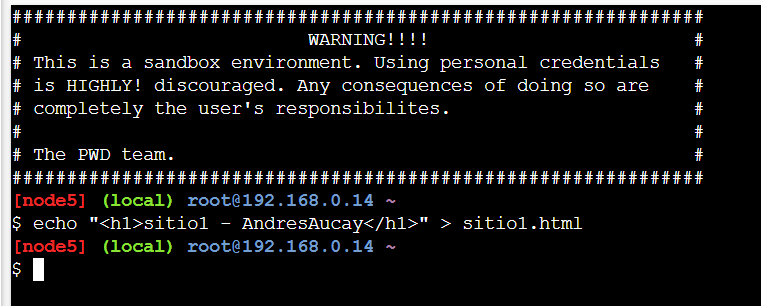 ###############################################################
#                          WARNING!!!!                        #
# This is a sandbox environment. Using personal credentials   #
# is HIGHLY! discouraged. Any consequences of doing so are    #
# completely the user's responsibilites.                      #
#                                                             #
# The PWD team.                                               #
###############################################################
[node5] (local) root@192.168.0.14 ~
$ echo "<h1>sitio1 - AndresAucay</h1>" > sitio1.html
[node5] (local) root@192.168.0.14 ~
$